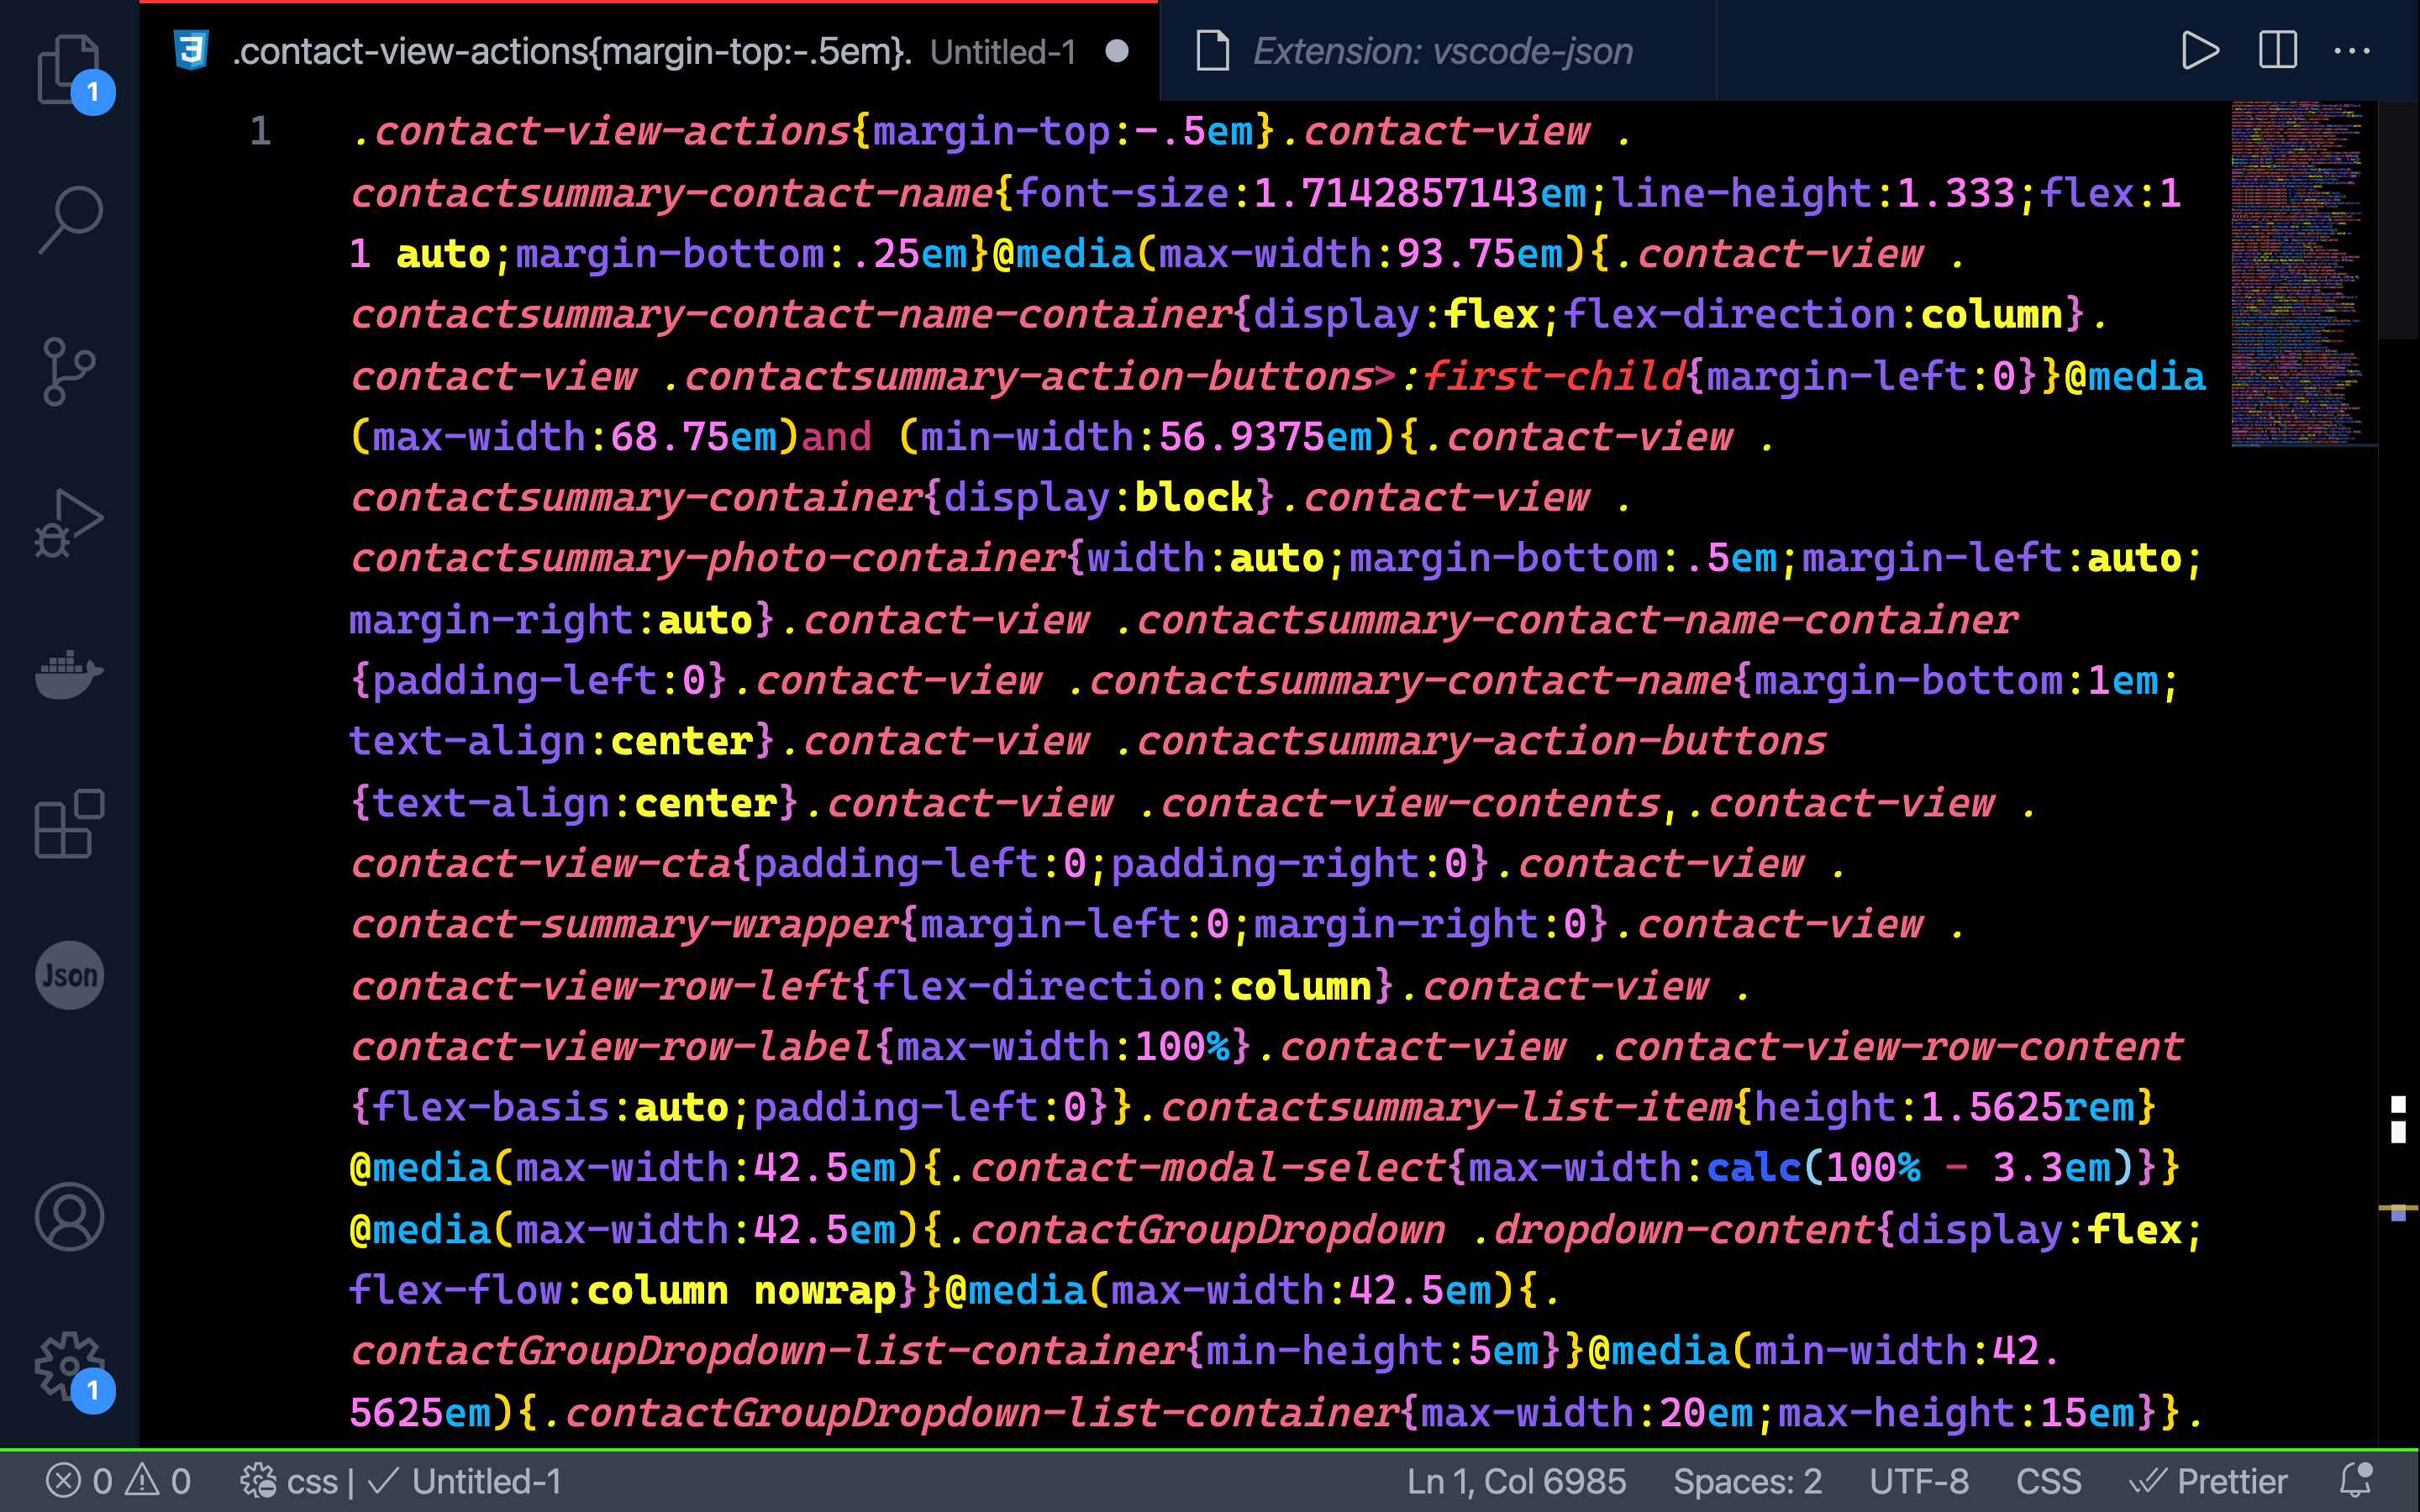 .contact-view-actions{margin-top:-.5em}. Untitled-1
Extension: vscode-json
1
1 .contact-view-actions{margin-top:-.5em}.contact-view .
contactsummary-contact-name{font-size:1.7142857143em;line-height:1.333;flex:1
1 auto;margin-bottom:.25em}@media(max-width:93.75em){.contact-view .
contactsummary-contact-name-container{display:flex;flex-direction:column}.
contact-view .contactsummary-action-buttons>:first-child{margin-left:0}}@media
(max-width:68.75em)and (min-width:56.9375em){.contact-view .
contactsummary-container{display:block}.contact-view .
contactsummary-photo-container{width:auto;margin-bottom:.5em;margin-left:auto;
margin-right:auto}.contact-view .contactsummary-contact-name-container
{padding-left:0}.contact-view .contactsummary-contact-name{margin-bottom:1em;
text-align:center}.contact-view .contactsummary-action-buttons
{text-align:center}.contact-view .contact-view-contents,.contact-view .
contact-view-cta{padding-left:0;padding-right:0}.contact-view .
contact-summary-wrapper{margin-left:0;margin-right:0}.contact-view .
contact-view-row-left{flex-direction:column}.contact-view .
contact-view-row-label{max-width:100%}.contact-view .contact-view-row-content
{flex-basis:auto;padding-left:0}}.contactsummary-list-item{height:1.5625rem}
@media(max-width:42.5em){.contact-modal-select{max-width:calc(100% - 3.3em)}}
@media(max-width:42.5em){.contactGroupDropdown .dropdown-content{display:flex;
flex-flow:column nowrap}}@media(max-width:42.5em){.
contactGroupDropdown-list-container{min-height:5em}}@media(min-width:42.
5625em){.contactGroupDropdown-list-container{max-width:20em;max-height:15em}}.
Json
1
0 0 css | Untitled-1 Ln 1, Col 6985 Spaces: 2 UTF-8 CSS Prettier